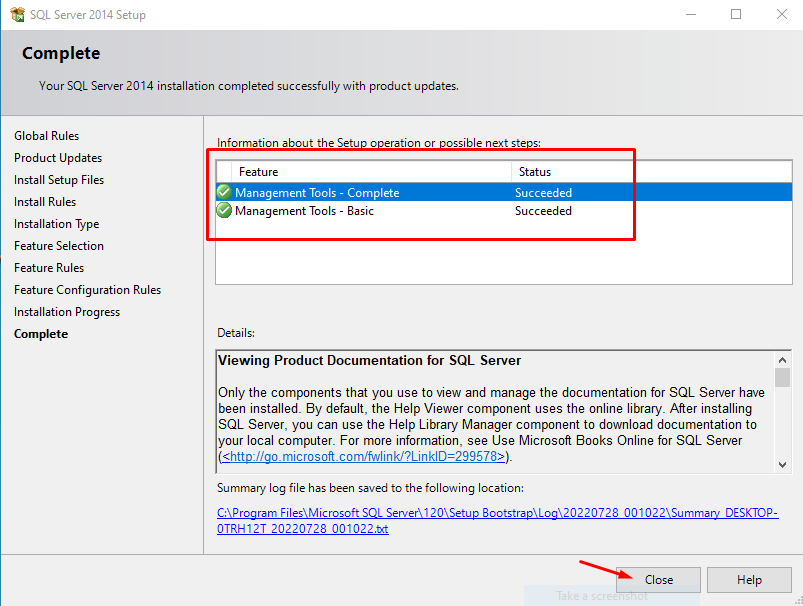 SQL Server 2014 Setup
Complete
Your SQL Server 2014 installation completed successfully with product updates.
Global Rules
Product Updates
Install Setup Files
Install Rules
Installation Type
Feature Selection
Feature Rules
Feature Configuration Rules
Installation Progress
Complete
Information about the Setup operation or possible next steps:
Feature Status
Management Tools - Complete Succeeded
Management Tools - Basic Succeeded
Details:
Viewing Product Documentation for SQL Server
Only the components that you use to view and manage the documentation for SQL Server have
been installed. By default, the Help Viewer component uses the online library. After installing
SQL Server, you can use the Help Library Manager component to download documentation to
your local computer. For more information, see Use Microsoft Books Online for SQL Server
(<http://go.microsoft.com/fwlink/?LinkID=299578>).
Summary log file has been saved to the following location:
C:\Program Files\Microsoft SQL Server\120\Setup Bootstrap\Log\20220728_001022\Summary_DESKTOP-
0TRH12T_20220728_001022.txt
Close
Help
Take a screenshot